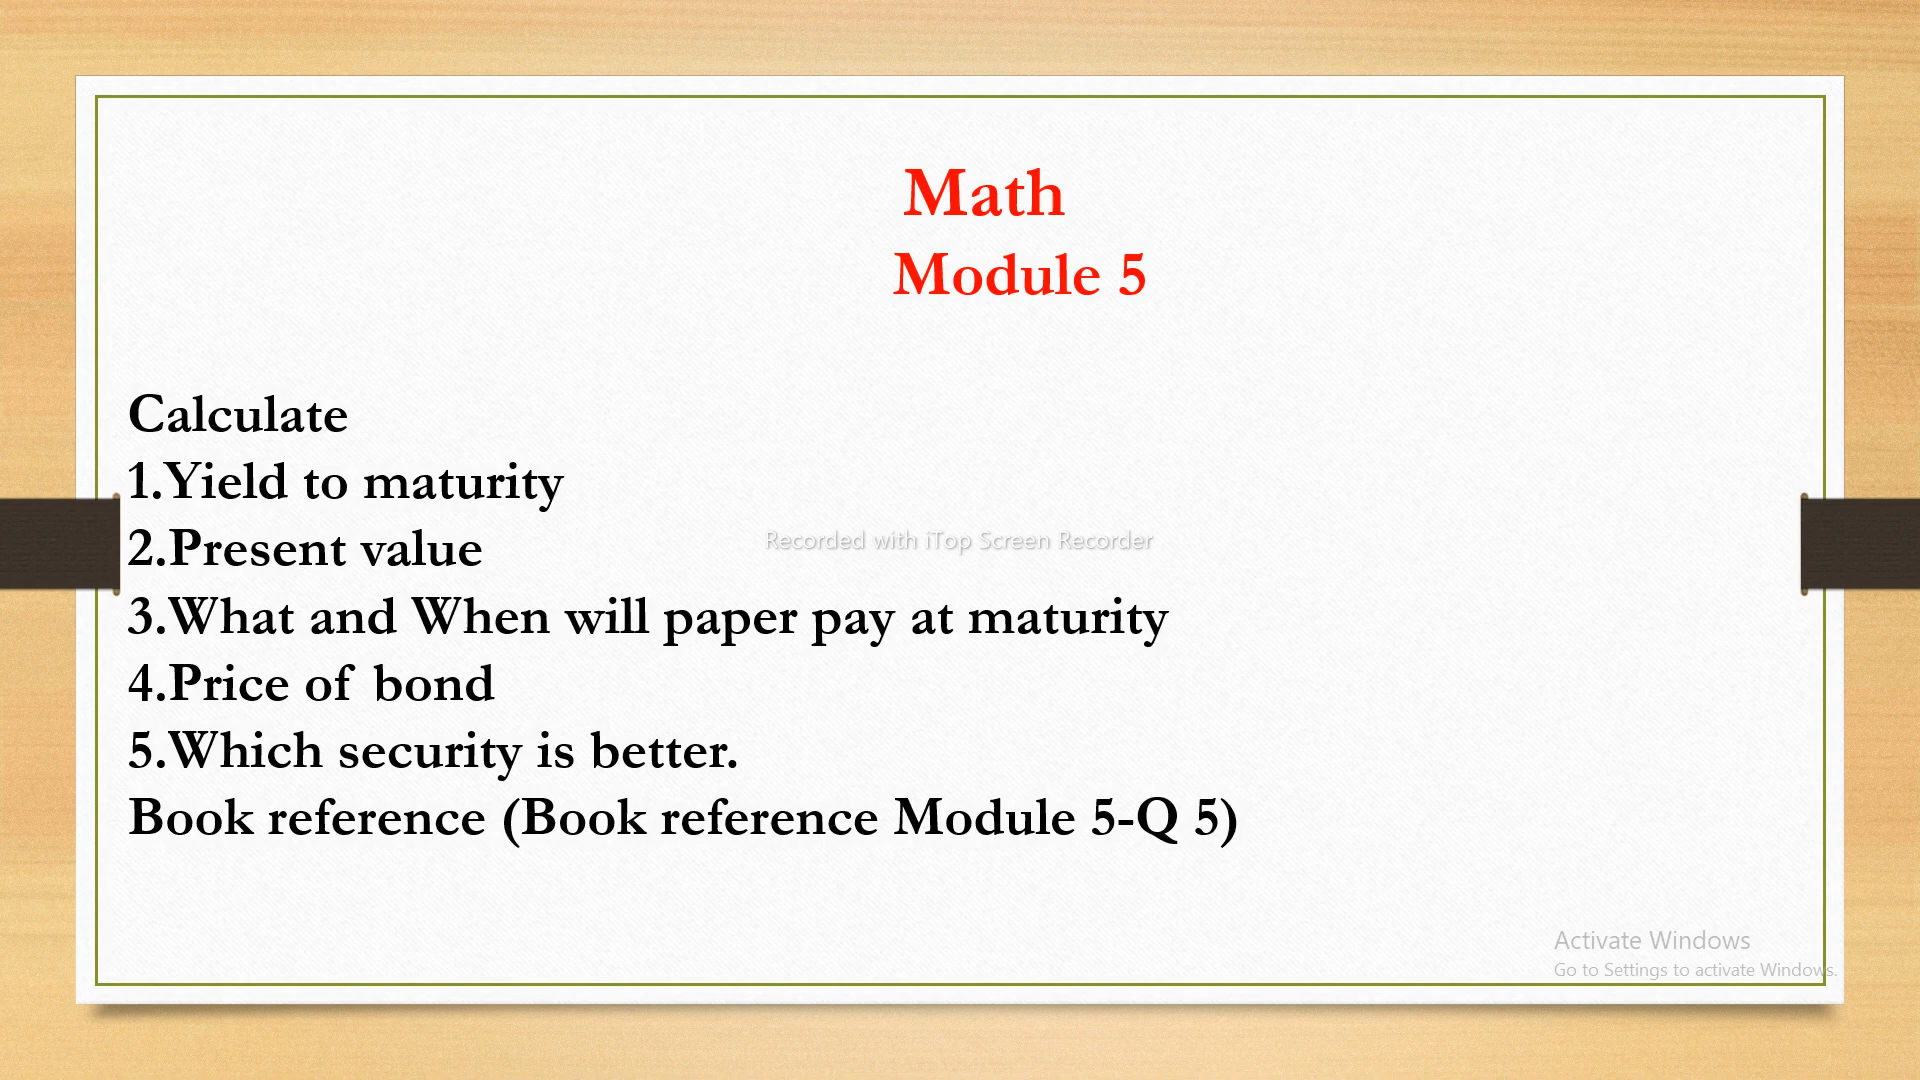 Math
Module 5
Calculate
1.Yield to maturity
2.Present value
Recorded with iTop Screen Recorder
3.What and When will paper pay at maturity
4.Price of bond
5.Which security is better.
Book reference (Book reference Module 5-Q 5)
Activate Windows
Go to Settings to activate Windows.